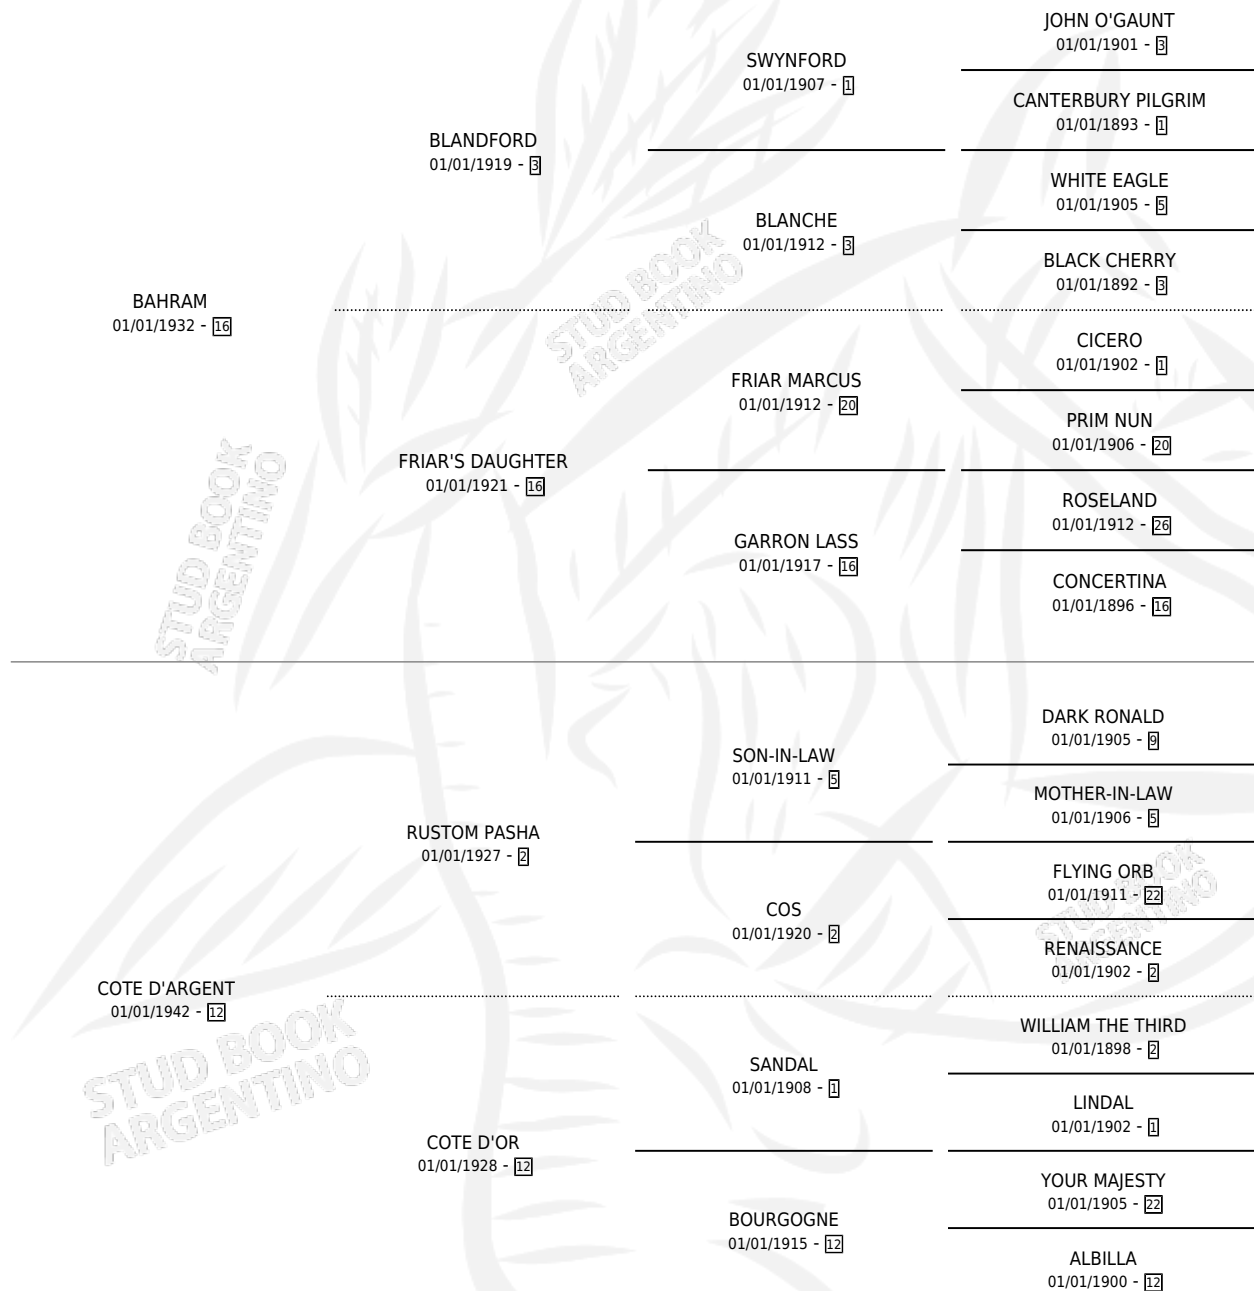 BAHRAM
01/01/1932 - 16
BLANDFORD
01/01/1919 - 3
FRIAR'S DAUGHTER
01/01/1921 - 16
SWYNFORD
01/01/1907 - 1
BLANCHE
01/01/1912 - 3
FRIAR MARCUS
01/01/1912 - 20
GARRON LASS
01/01/1917 - 16
JOHN O'GAUNT
01/01/1901 - 3
CANTERBURY PILGRIM
01/01/1893 - 1
WHITE EAGLE
01/01/1905 - 5
BLACK CHERRY
01/01/1892 - 3
CICERO
01/01/1902 - 1
PRIM NUN
01/01/1906 - 20
ROSELAND
01/01/1912 - 26
CONCERTINA
01/01/1896 - 16
STUD BOOK
ARGENTINO
STUD BOOK
ARGENTINO
COTE D'ARGENT
01/01/1942 - 12
RUSTOM PASHA
01/01/1927 - 2
COTE D'OR
01/01/1928 - 12
SON-IN-LAW
01/01/1911 - 5
COS
01/01/1920 - 2
SANDAL
01/01/1908 - 1
BOURGOGNE
01/01/1915 - 12
DARK RONALD
01/01/1905 - 9
MOTHER-IN-LAW
01/01/1906 - 5
FLYING ORB
01/01/1911 - 22
RENAISSANCE
01/01/1902 - 2
WILLIAM THE THIRD
01/01/1898 - 2
LINDAL
01/01/1902 - 1
YOUR MAJESTY
01/01/1905 - 22
ALBILLA
01/01/1900 - 12
STUD BOOK
ARGENTINO
STUD BOOK
ARGENTINO